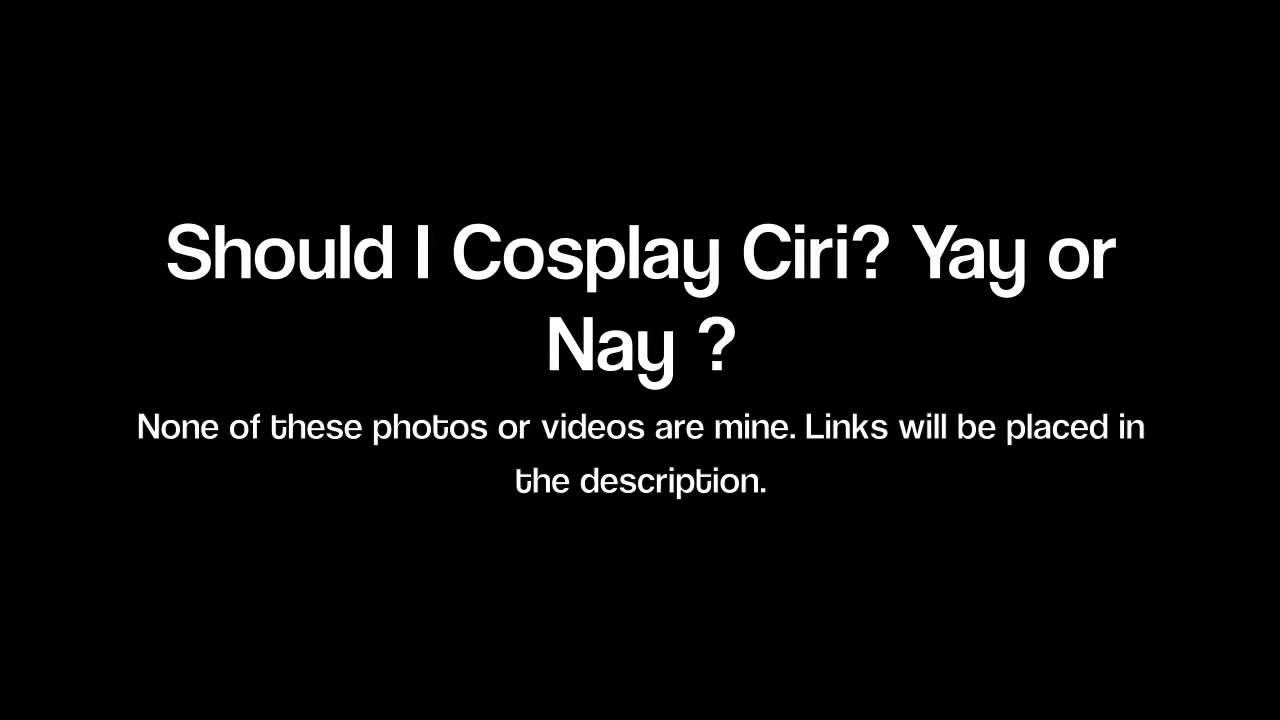 Should I Cosplay Ciri? Yay or
Nay ?
None of these photos or videos are mine. Links will be placed in
the description.